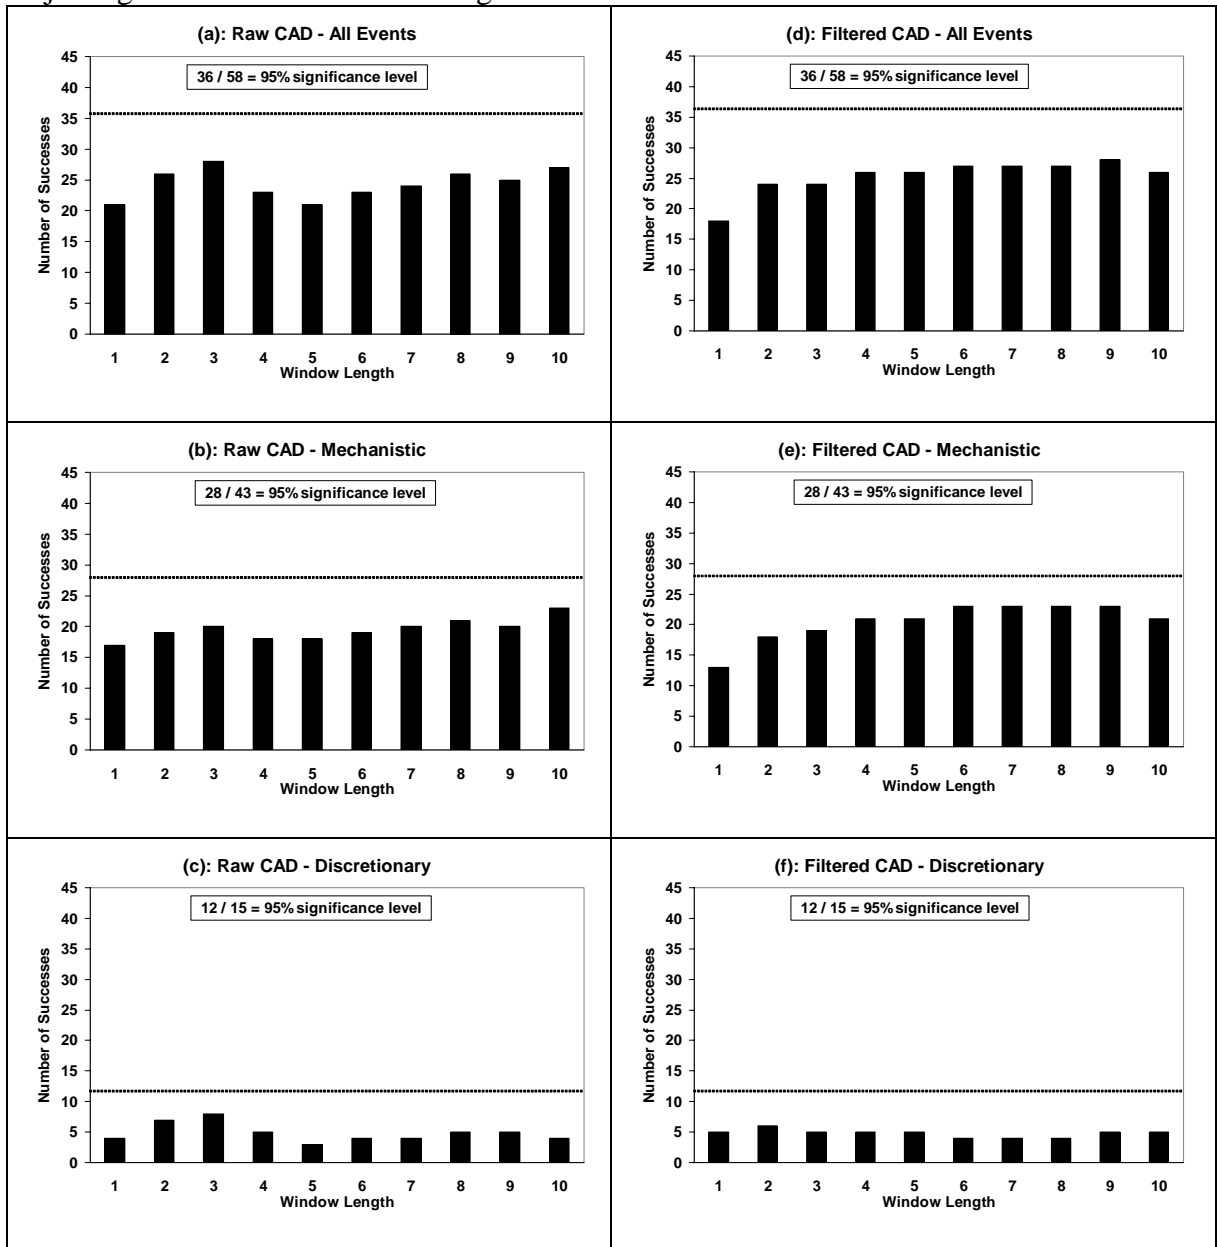 (a): Raw CAD - All Events
36 / 58 = 95% significance level
Number of Successes
45
40
35
30
25
20
15
10
5
0
1 2 3 4 5 6 7 8 9 10
Window Length
(d): Filtered CAD - All Events
36 / 58 = 95% significance level
Number of Successes
45
40
35
30
25
20
15
10
5
0
1 2 3 4 5 6 7 8 9 10
Window Length
(b): Raw CAD - Mechanistic
28 / 43 = 95% significance level
Number of Successes
45
40
35
30
25
20
15
10
5
0
1 2 3 4 5 6 7 8 9 10
Window Length
(e): Filtered CAD - Mechanistic
28 / 43 = 95% significance level
Number of Successes
45
40
35
30
25
20
15
10
5
0
1 2 3 4 5 6 7 8 9 10
Window Length
(c): Raw CAD - Discretionary
12 / 15 = 95% significance level
Number of Successes
45
40
35
30
25
20
15
10
5
0
1 2 3 4 5 6 7 8 9 10
Window Length
(f): Filtered CAD - Discretionary
12 / 15 = 95% significance level
Number of Successes
45
40
35
30
25
20
15
10
5
0
1 2 3 4 5 6 7 8 9 10
Window Length